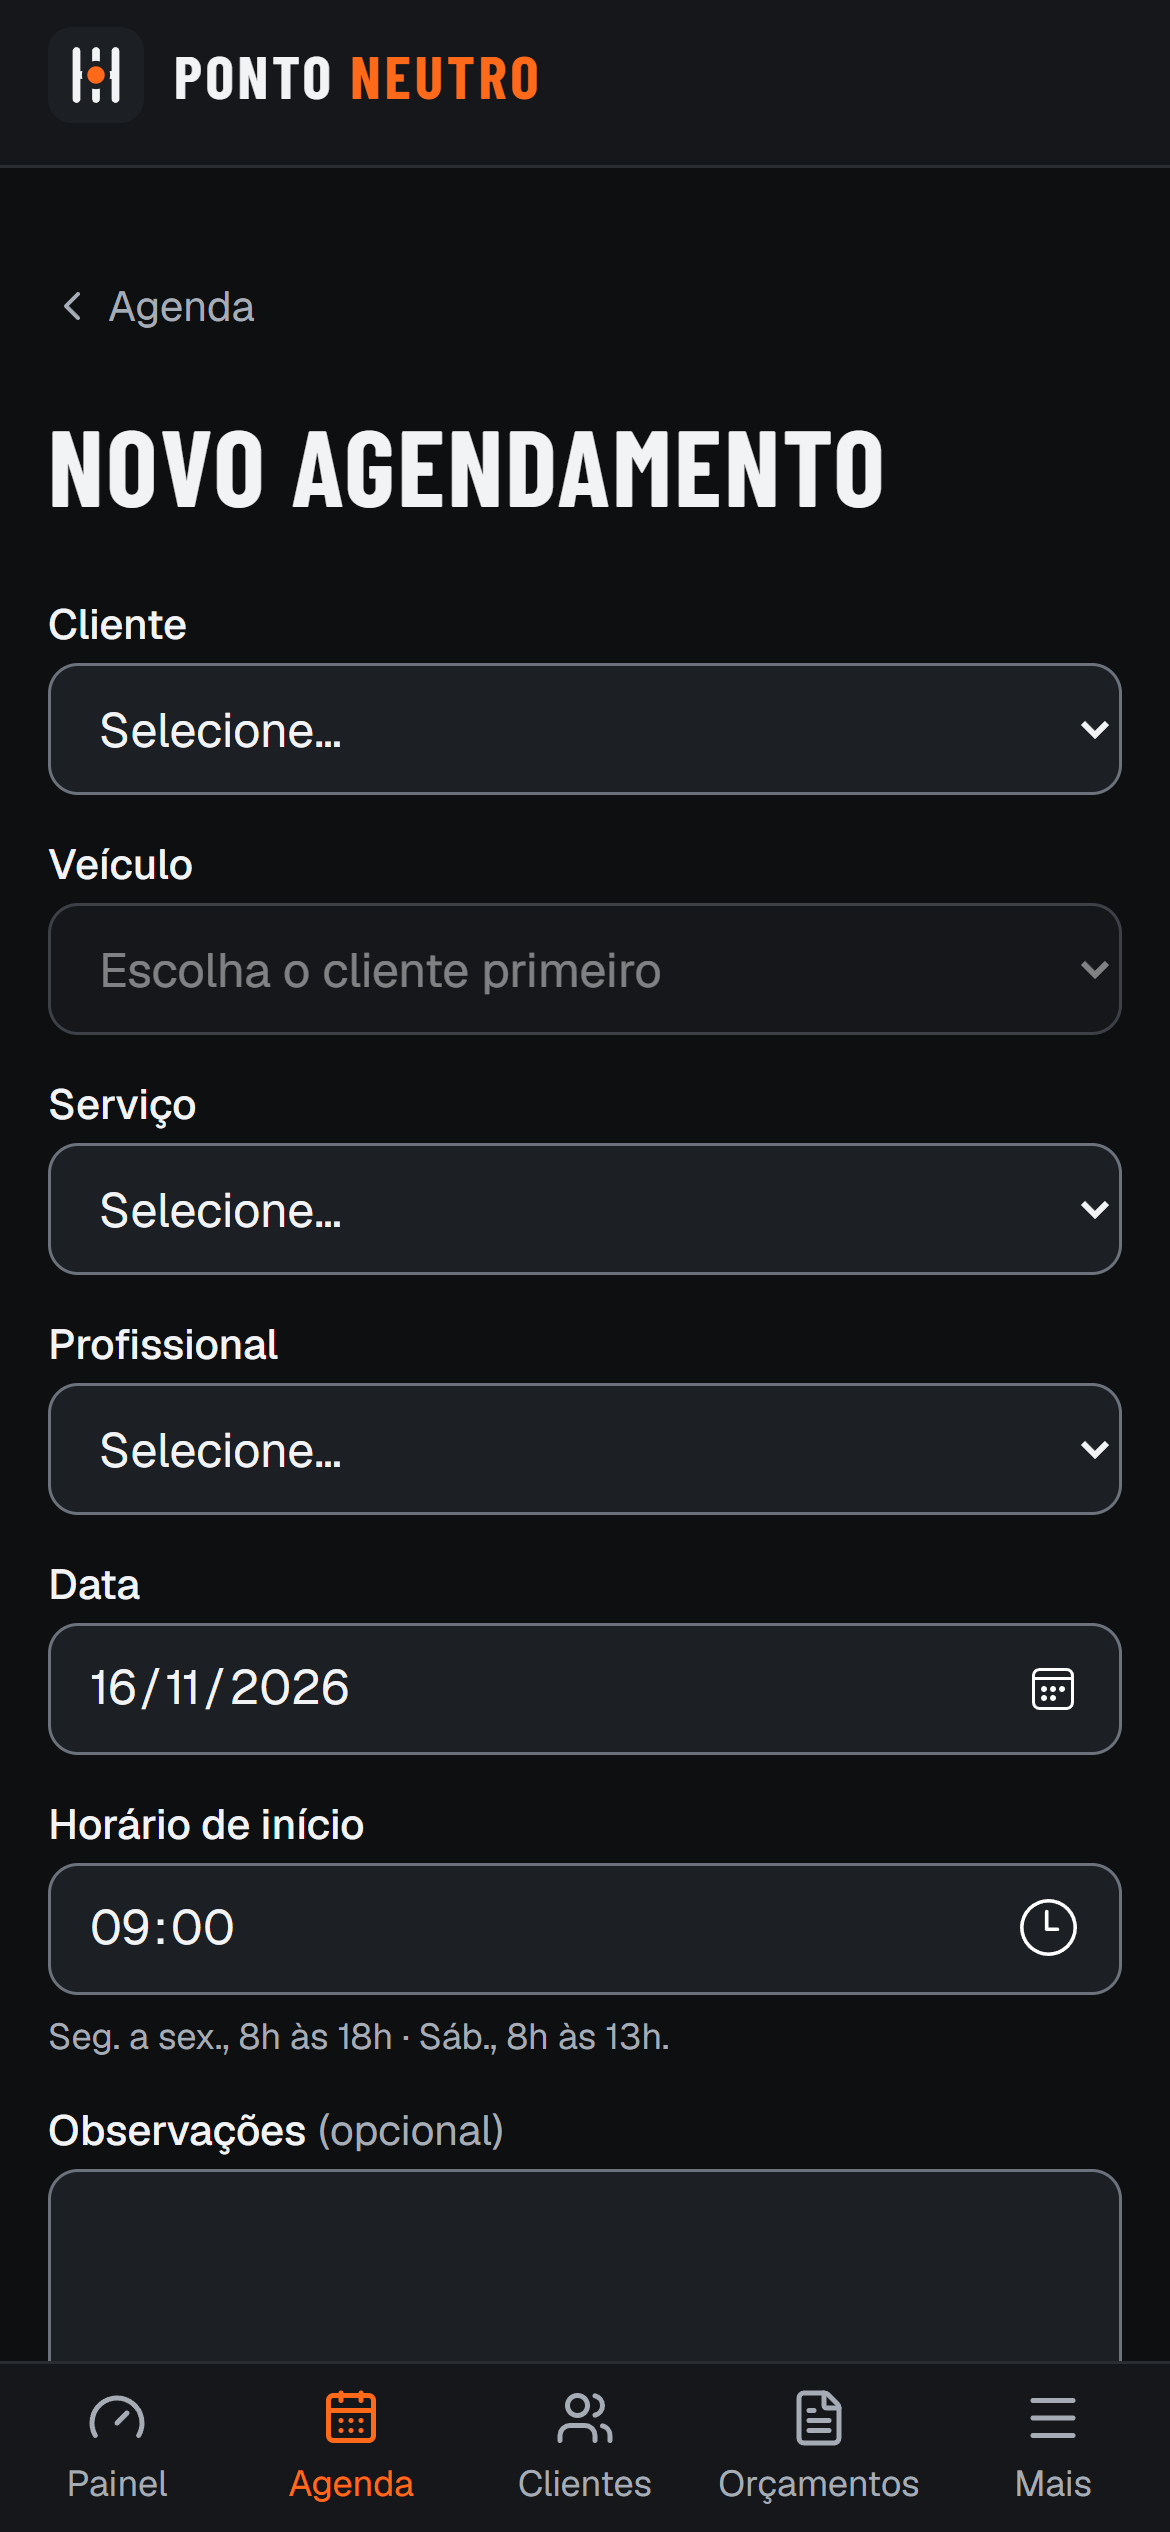 PONTO NEUTRO
Agenda
NOVO AGENDAMENTO
Cliente
Selecione...
Veículo
Escolha o cliente primeiro
Serviço
Selecione...
Profissional
Selecione...
Data
16/11/2026
Horário de início
09:00
Seg. a sex., 8h às 18h · Sáb., 8h às 13h.
Observações (opcional)
Painel
Agenda
Clientes
Orçamentos
Mais